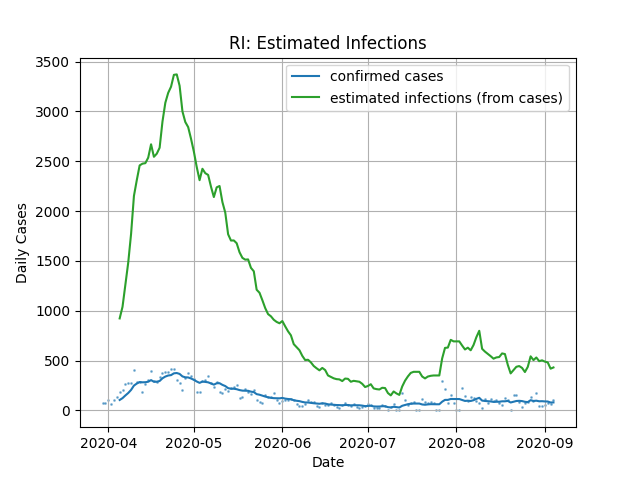 RI: Estimated Infections
confirmed cases
estimated infections (from cases)
3500
3000
2500
2000
1500
1000
500
0
Daily Cases
2020-04 2020-05 2020-06 2020-07 2020-08 2020-09
Date